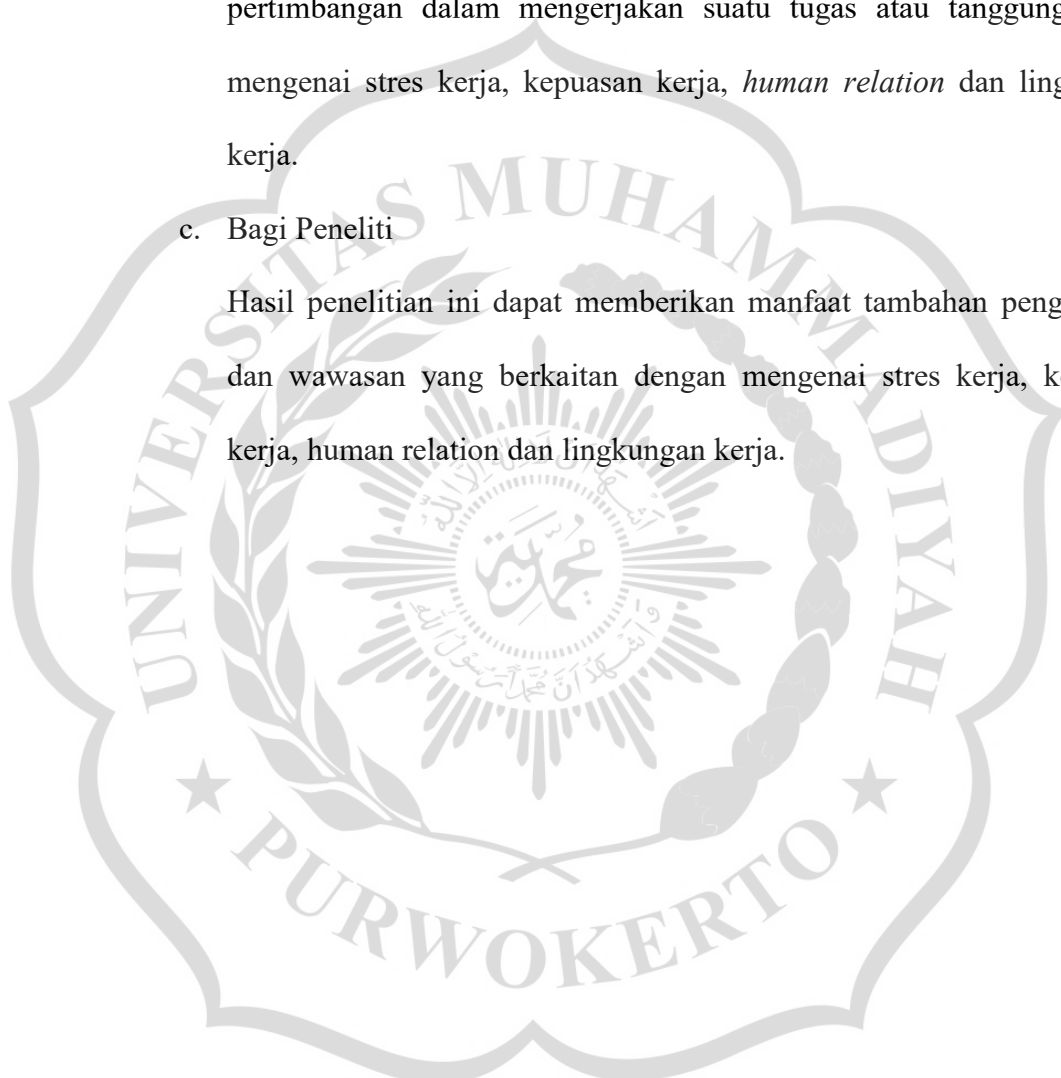 pertimbangan dalam mengerjakan suatu tugas atau tanggung
mengenai stres kerja, kepuasan kerja, human relation dan ling
kerja.
c. Bagi Peneliti
Hasil penelitian ini dapat memberikan manfaat tambahan peng
dan wawasan yang berkaitan dengan mengenai stres kerja, k
kerja, human relation dan lingkungan kerja.
UNIVERSITAS MUHAMMADIYAH
PURWOKERTO